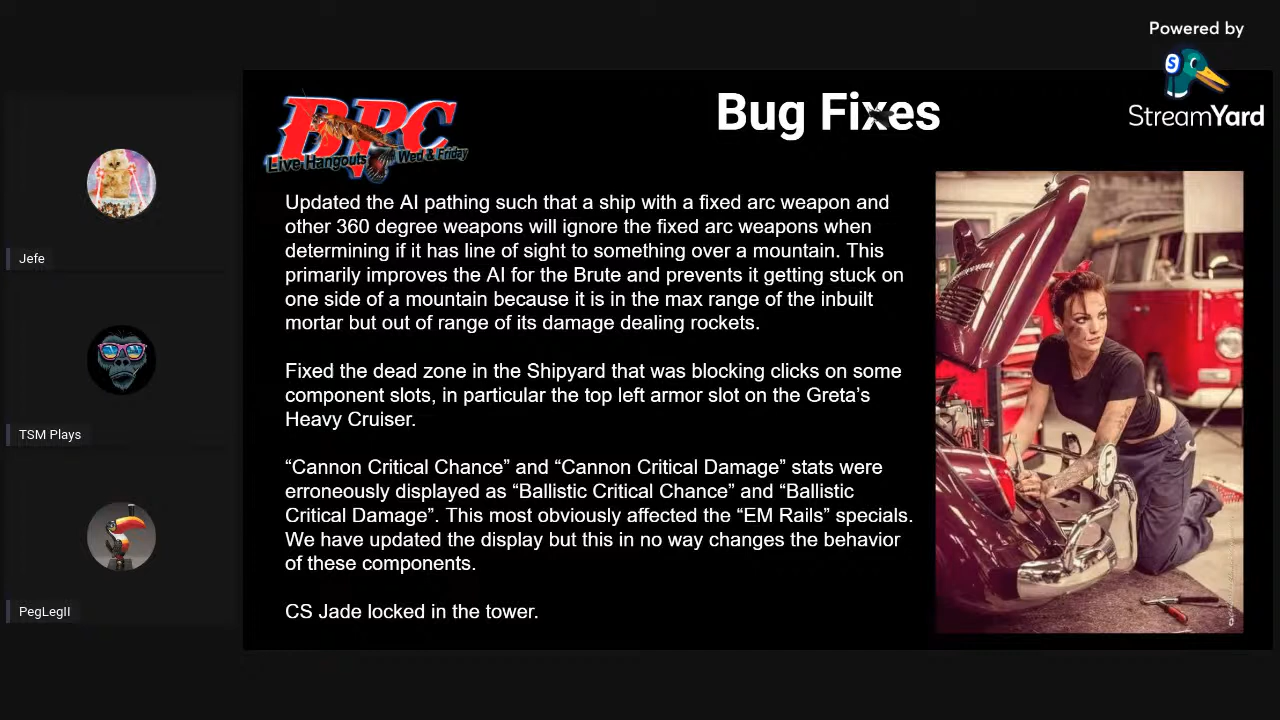 Powered by
StreamYard
BPC
Live Hangouts Wed & Friday
Bug Fixes
Updated the AI pathing such that a ship with a fixed arc weapon and
other 360 degree weapons will ignore the fixed arc weapons when
determining if it has line of sight to something over a mountain. This
primarily improves the AI for the Brute and prevents it getting stuck on
one side of a mountain because it is in the max range of the inbuilt
mortar but out of range of its damage dealing rockets.
Fixed the dead zone in the Shipyard that was blocking clicks on some
component slots, in particular the top left armor slot on the Greta’s
Heavy Cruiser.
“Cannon Critical Chance” and “Cannon Critical Damage” stats were
erroneously displayed as “Ballistic Critical Chance” and “Ballistic
Critical Damage”. This most obviously affected the “EM Rails” specials.
We have updated the display but this in no way changes the behavior
of these components.
CS Jade locked in the tower.
Jefe
TSM Plays
PegLegII